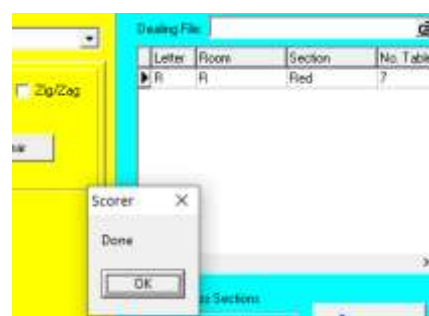 Dealing File:
Letter Room Section No. Table
R R Red 7
Zig/Zag
Scorer
Done
OK
Sections